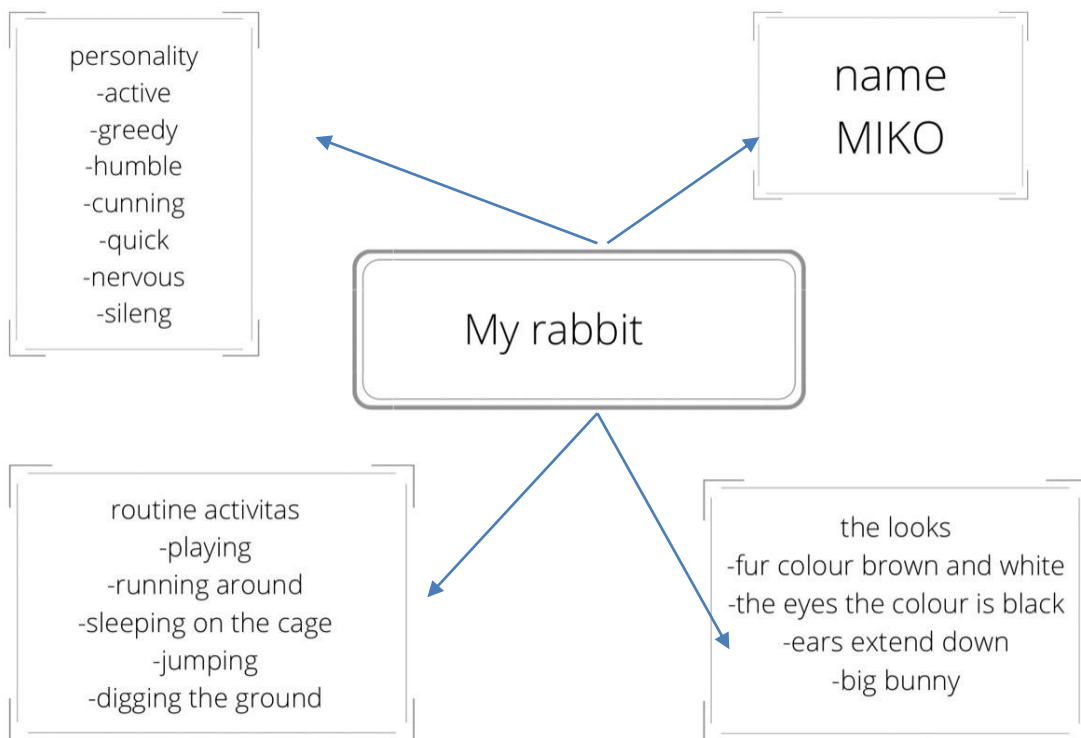 personality
-active
-greedy
-humble
-cunning
-quick
-nervous
-sileng
name
MIKO
My rabbit
routine activitas
-playing
-running around
-sleeping on the cage
-jumping
-digging the ground
the looks
-fur colour brown and white
-the eyes the colour is black
-ears extend down
-big bunny